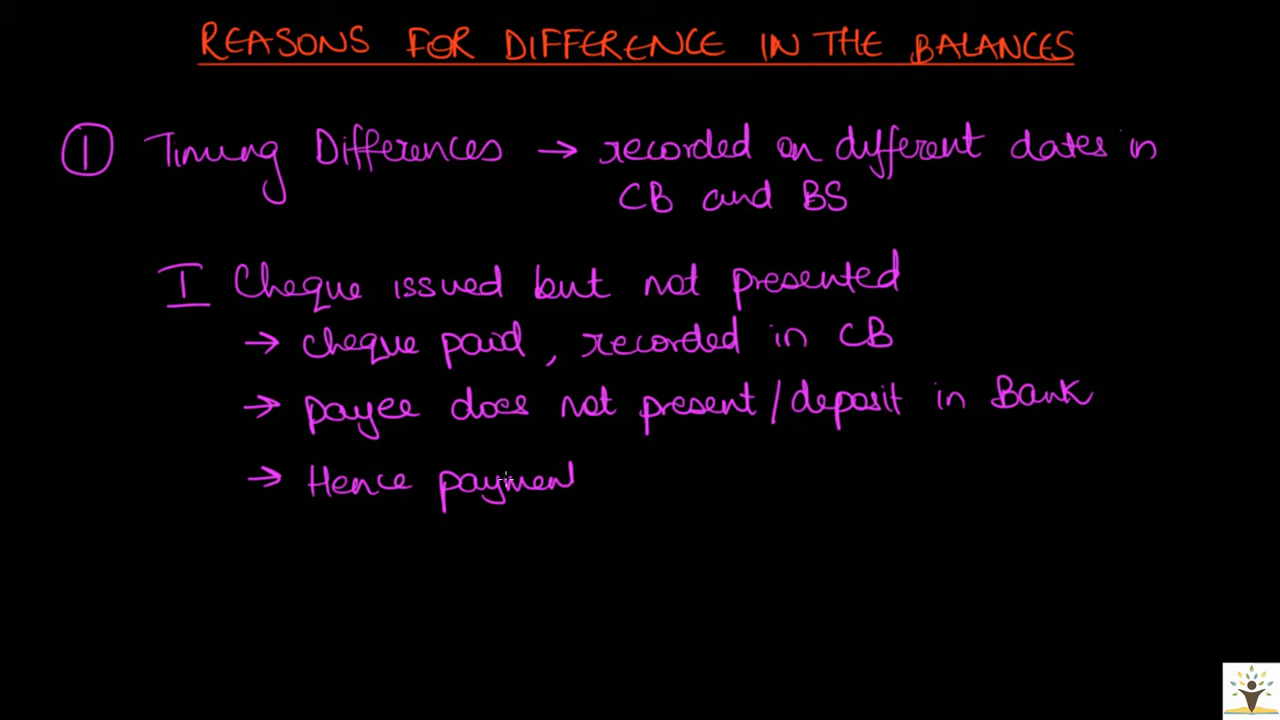 REASONS FOR DIFFERENCE IN THE BALANCES
① Timing Differences → recorded on different dates in
CB and BS
I Cheque issued but not presented
→ cheque paid, recorded in CB
→ payee does not present/deposit in Bank
→ Hence paymen